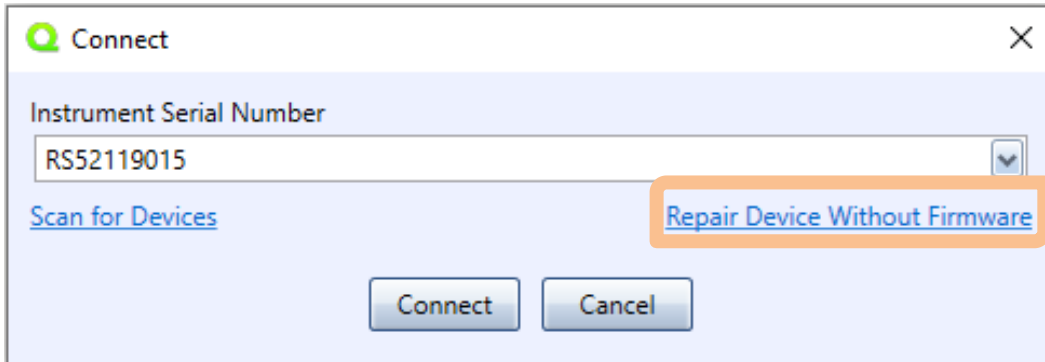 Connect
Instrument Serial Number
RS52119015
Scan for Devices Repair Device Without Firmware
Connect Cancel